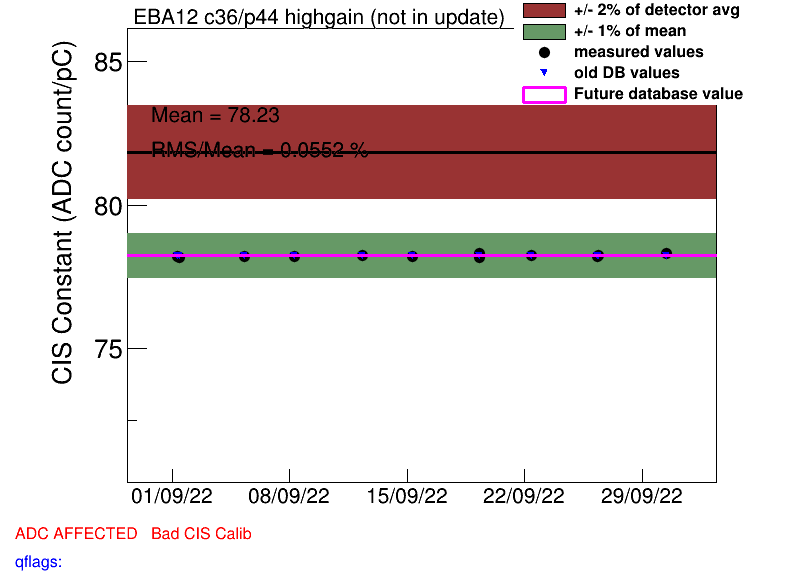 EBA12 c36/p44 highgain (not in update)
+/- 2% of detector avg
+/- 1% of mean
measured values
old DB values
Future database value
CIS Constant (ADC count/pC)
85
Mean = 78.23
RMS/Mean = 0.0552 %
80
75
01/09/22 08/09/22 15/09/22 22/09/22 29/09/22
ADC AFFECTED Bad CIS Calib
qflags: